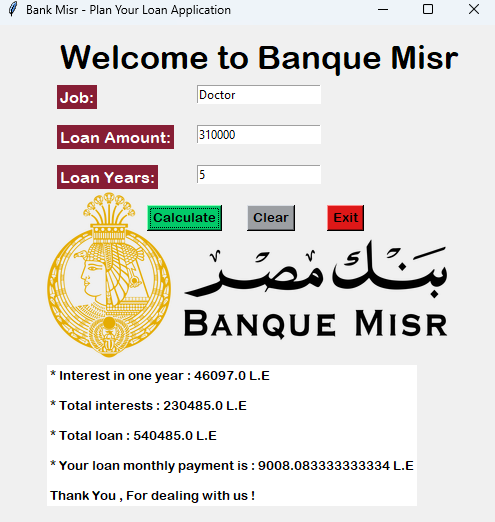 Bank Misr - Plan Your Loan Application
Welcome to Banque Misr
Job: Doctor
Loan Amount: 310000
Loan Years: 5
Calculate Clear Exit
بنك مصر
BANQUE MISR
* Interest in one year : 46097.0 L.E
* Total interests : 230485.0 L.E
* Total loan : 540485.0 L.E
* Your loan monthly payment is : 9008.083333333334 L.E
Thank You , For dealing with us !